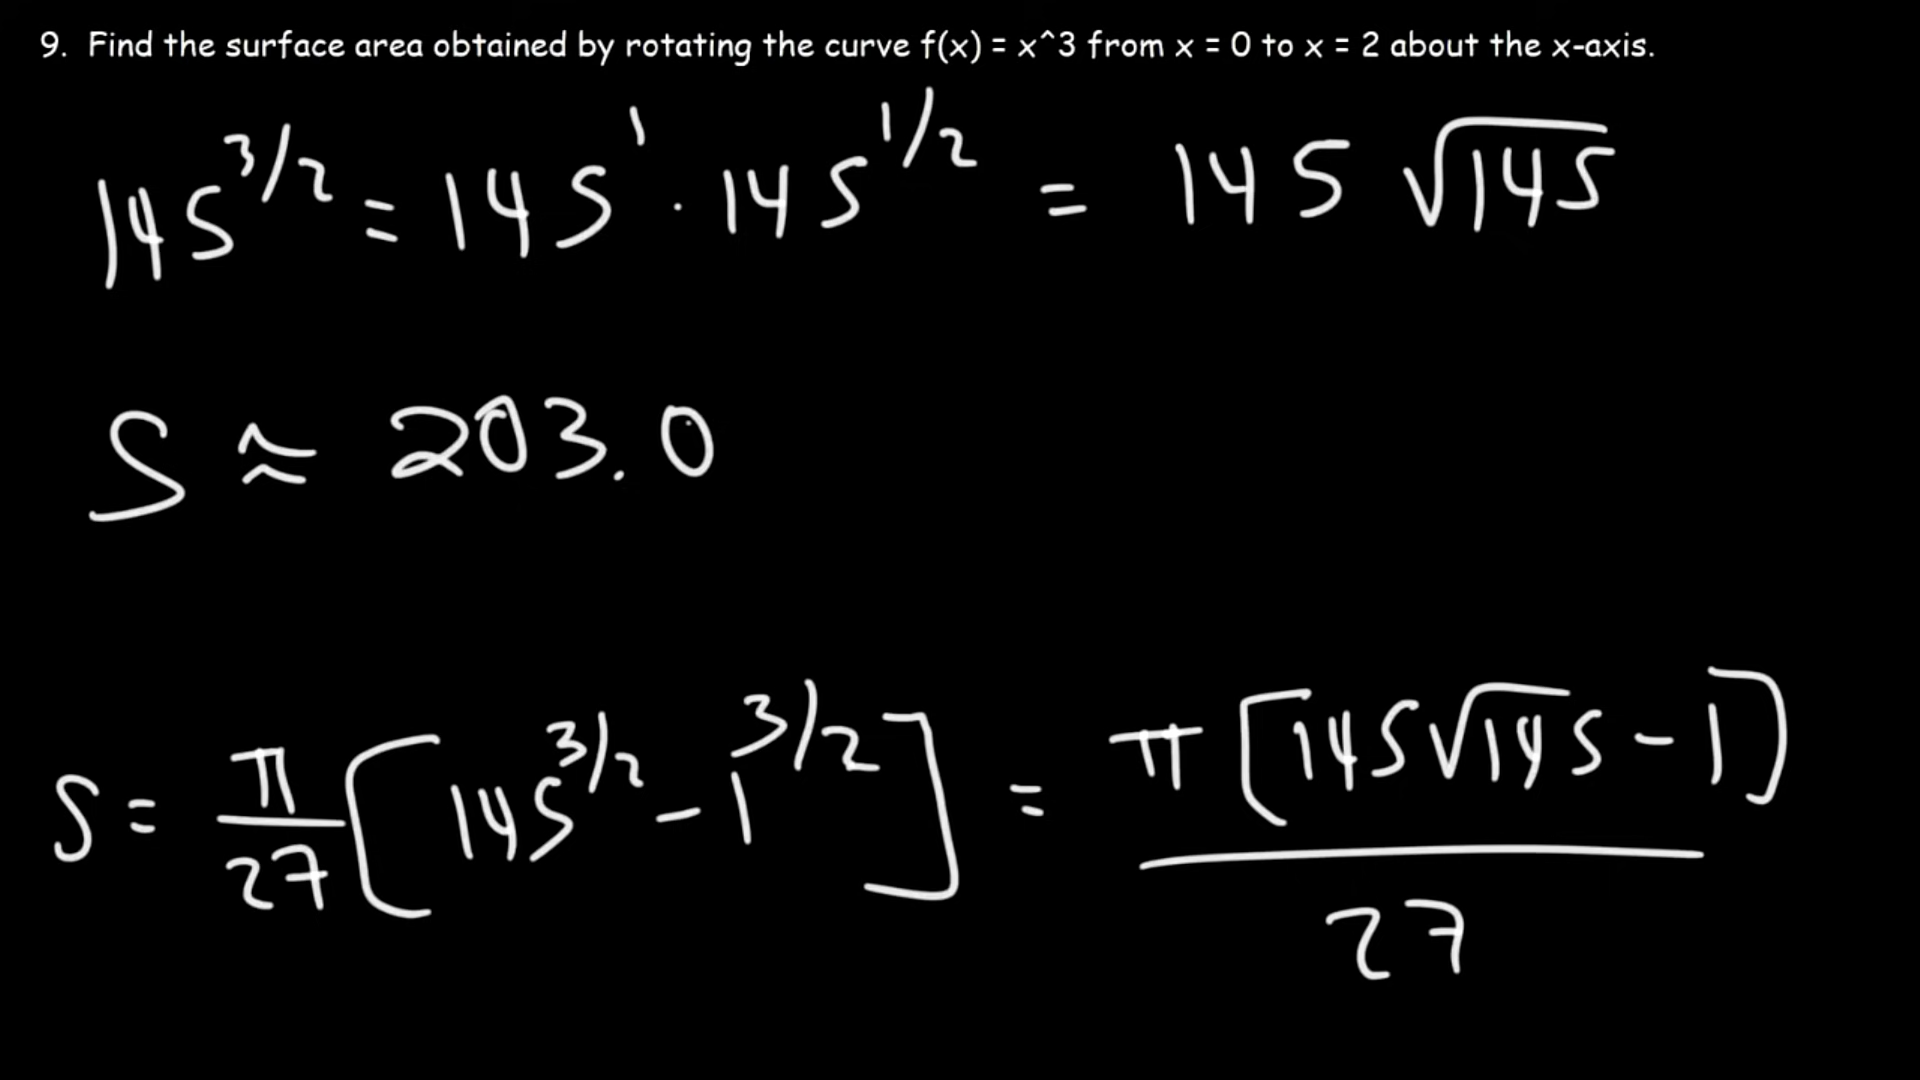 9. Find the surface area obtained by rotating the curve f(x) = x^3 from x = 0 to x = 2 about the x-axis.
145^3/2 = 145^1 · 145^1/2 = 145 √145
S ≈ 203.0
S = π/27 [145^3/2 - 1^3/2] = π[145√145 - 1]/27